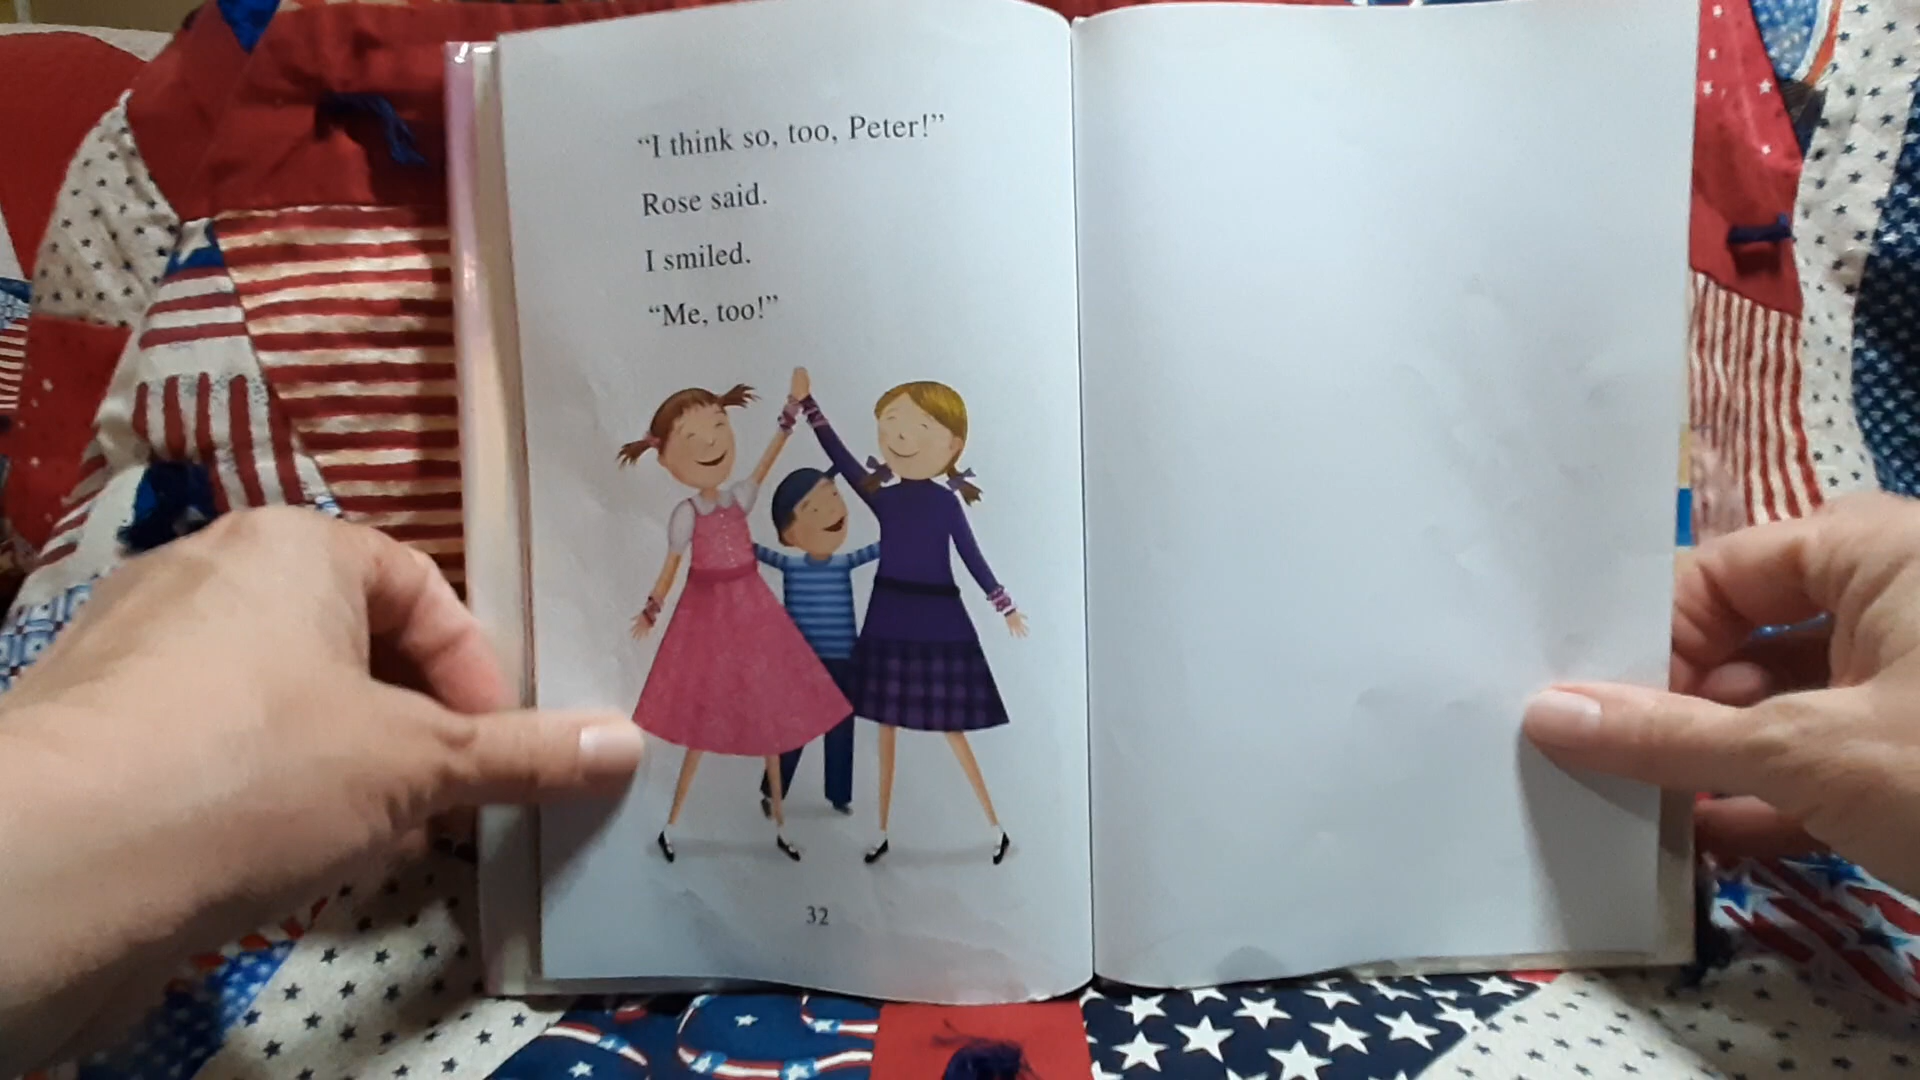 “I think so, too, Peter!”
Rose said.
I smiled.
“Me, too!”
32